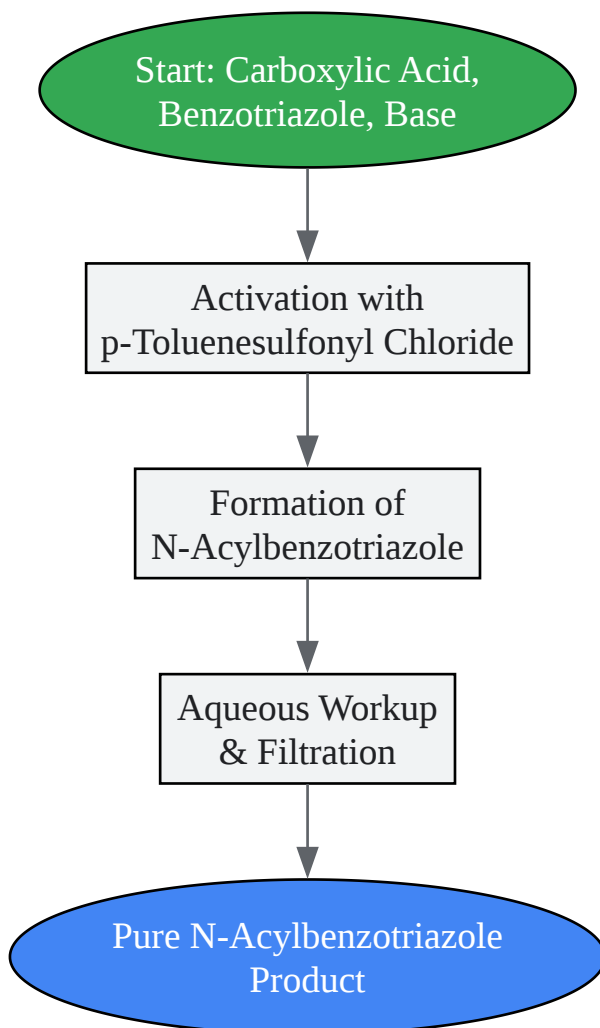 Start: Carboxylic Acid,
Benzotriazole, Base
Activation with
p-Toluenesulfonyl Chloride
Formation of
N-Acylbenzotriazole
Aqueous Workup
& Filtration
Pure N-Acylbenzotriazole
Product